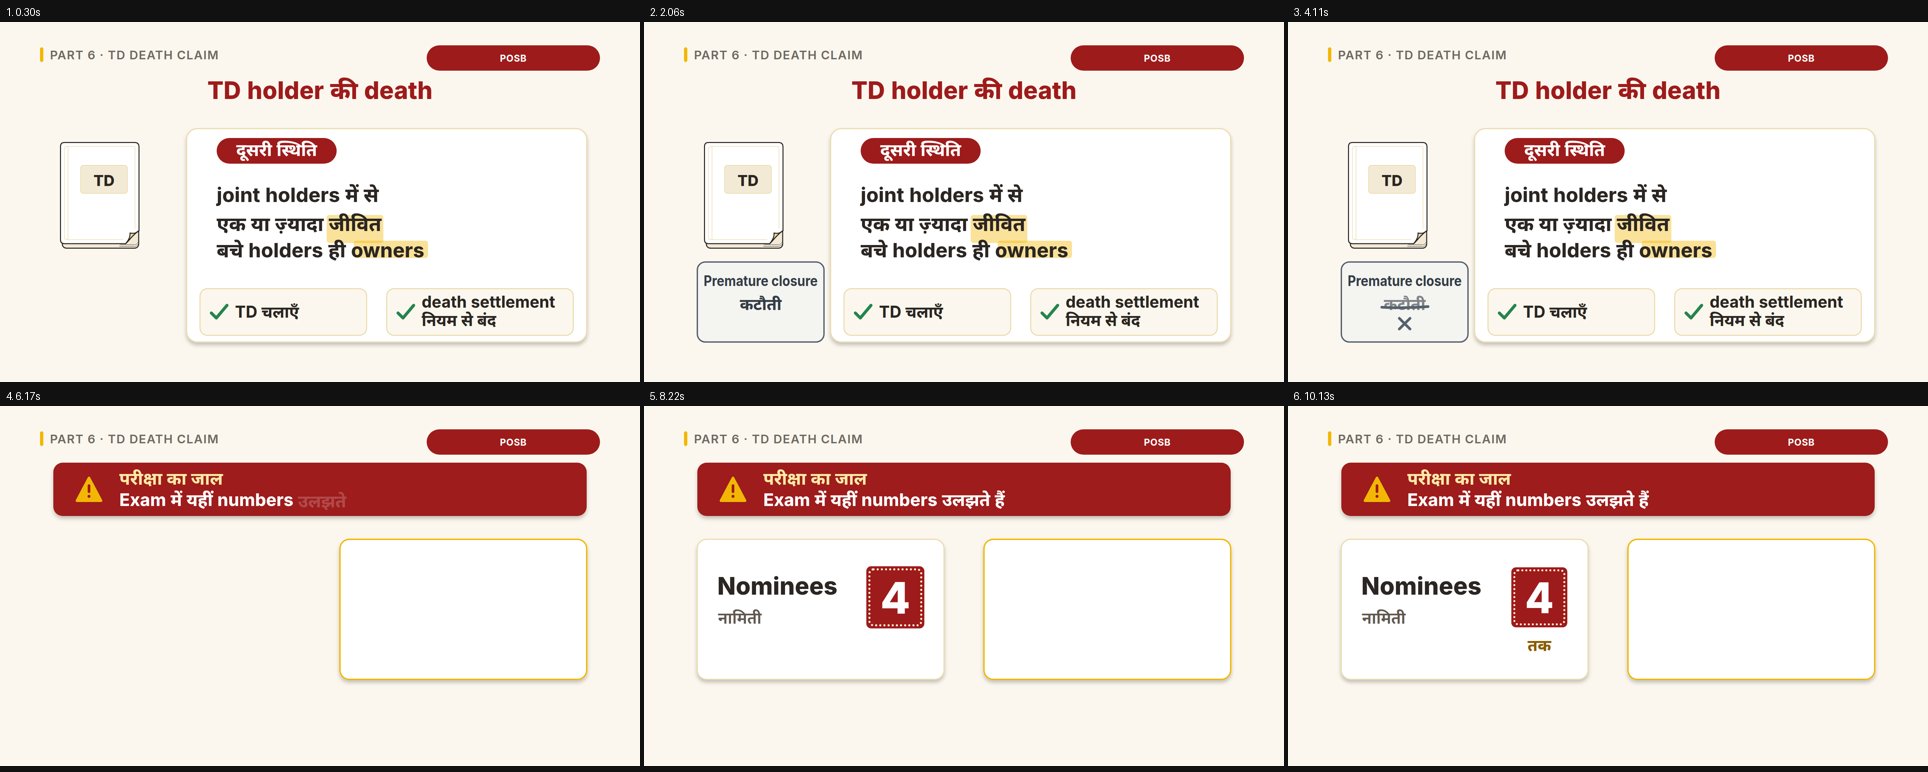 1. 0.30s
PART 6 · TD DEATH CLAIM
POSB
TD holder की death
TD
दूसरी स्थिति
joint holders में से
एक या ज़्यादा जीवित
बचे holders ही owners
TD चलाएँ
death settlement
नियम से बंद
2. 2.06s
PART 6 · TD DEATH CLAIM
POSB
TD holder की death
TD
दूसरी स्थिति
joint holders में से
एक या ज़्यादा जीवित
बचे holders ही owners
Premature closure
कटौती
TD चलाएँ
death settlement
नियम से बंद
3. 4.11s
PART 6 · TD DEATH CLAIM
POSB
TD holder की death
TD
दूसरी स्थिति
joint holders में से
एक या ज़्यादा जीवित
बचे holders ही owners
Premature closure
कटौती
TD चलाएँ
death settlement
नियम से बंद
4. 6.17s
PART 6 · TD DEATH CLAIM
POSB
परीक्षा का जाल
Exam में यहीं numbers उलझते
5. 8.22s
PART 6 · TD DEATH CLAIM
POSB
परीक्षा का जाल
Exam में यहीं numbers उलझते हैं
Nominees
नामिती
4
6. 10.13s
PART 6 · TD DEATH CLAIM
POSB
परीक्षा का जाल
Exam में यहीं numbers उलझते हैं
Nominees
नामिती
4
तक